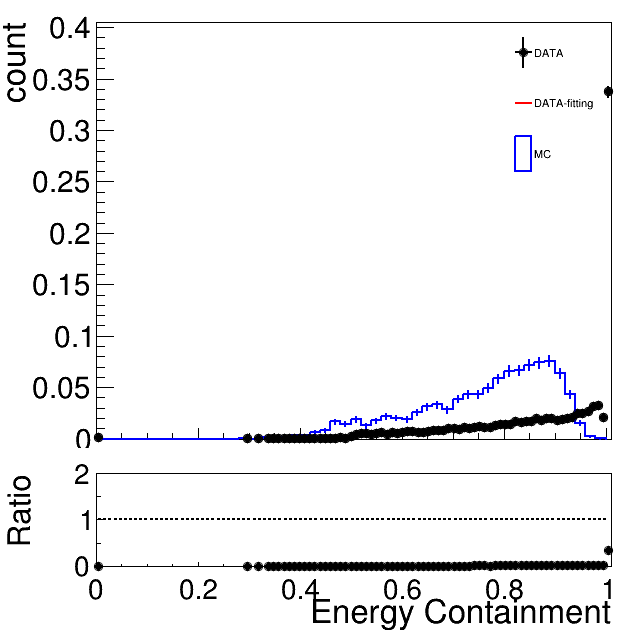 count
0.4
0.35
0.3
0.25
0.2
0.15
0.1
0.05
0
DATA
DATA-fitting
MC
Ratio
2
1
0
0 0.2 0.4 0.6 0.8 1
Energy Containment